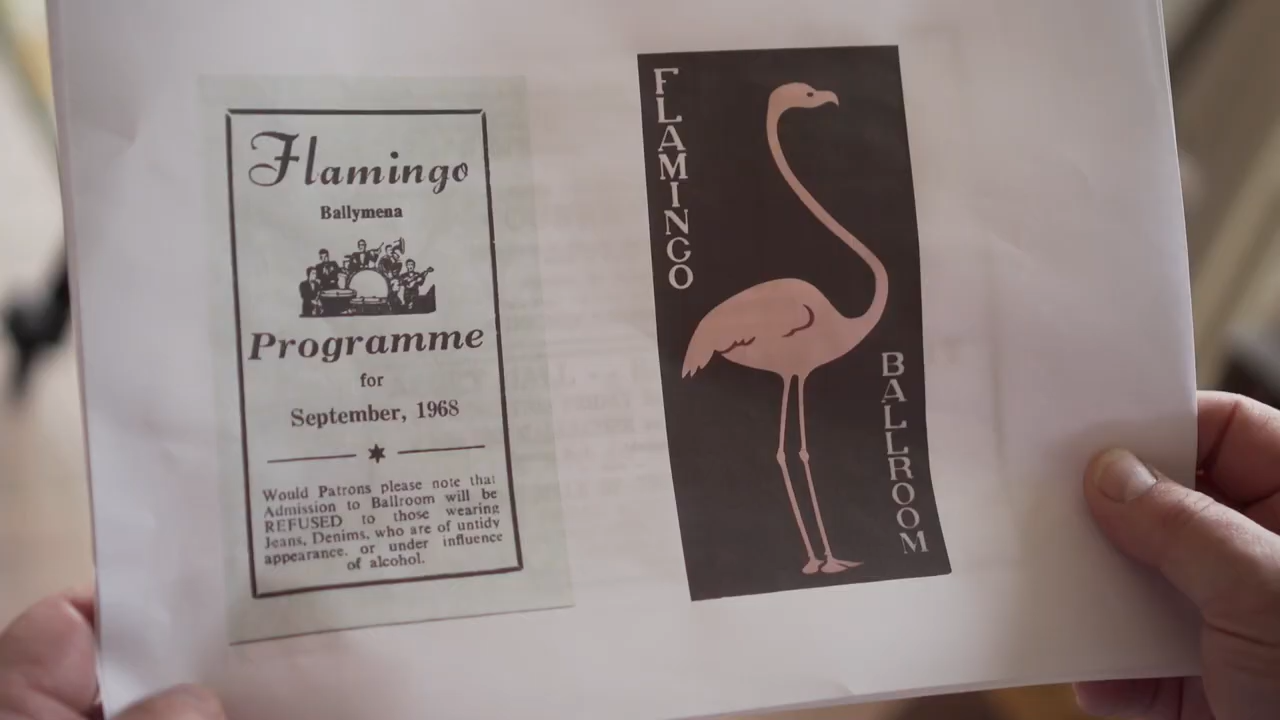 Flamingo
Ballymena
Programme
for
September, 1968
Would Patrons please note that
Admission to Ballroom will be
REFUSED to those wearing
Jeans, Denims, who are of untidy
appearance. or under influence
of alcohol.
FLAMINGO
BALLROOM